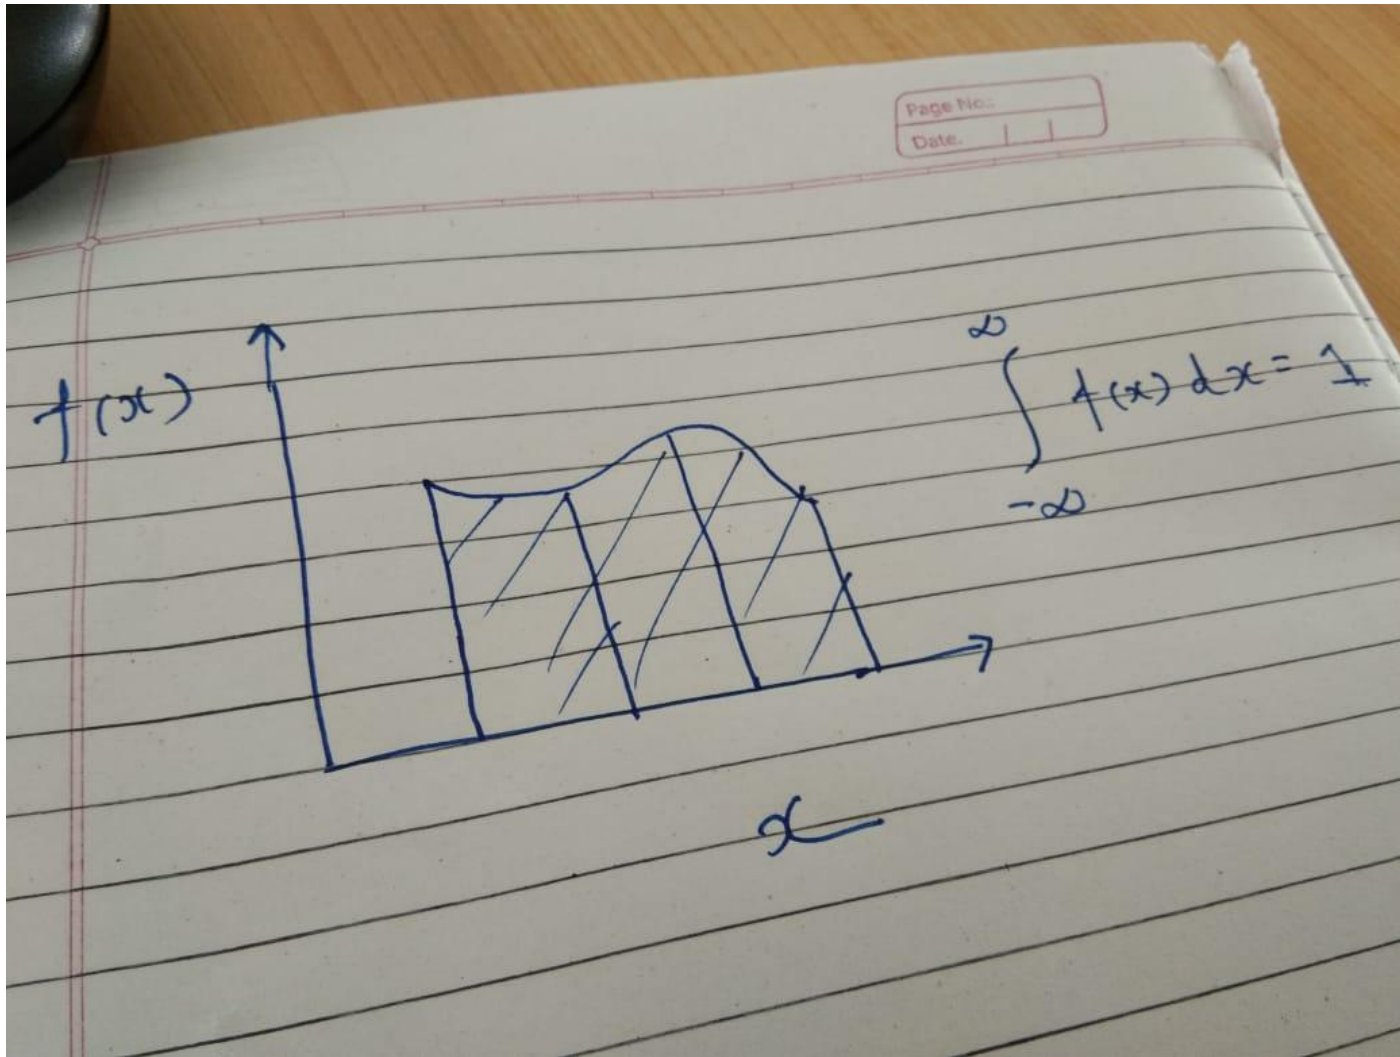 Page No.:
Date.
f(x)
∫_{-∞}^{∞} f(x) dx = 1
x